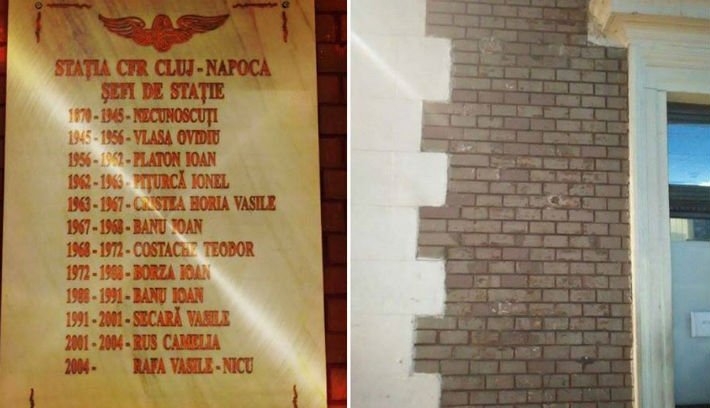 STAȚIA CFR CLUJ - NAPOCA
ȘEFI DE STAȚIE
1870 - 1945 - NECUNOSCUȚI
1945 - 1956 - VLASA OVIDIU
1956 - 1962 - PLATON IOAN
1962 - 1963 - PIȚURCĂ IONEL
1963 - 1967 - CRISTEA HORIA VASILE
1967 - 1968 - BANU IOAN
1968 - 1972 - COSTACHE TEODOR
1972 - 1988 - BORZA IOAN
1988 - 1991 - BANU IOAN
1991 - 2001 - SECARĂ VASILE
2001 - 2004 - RUS CAMELIA
2004 - RAFA VASILE - NICU